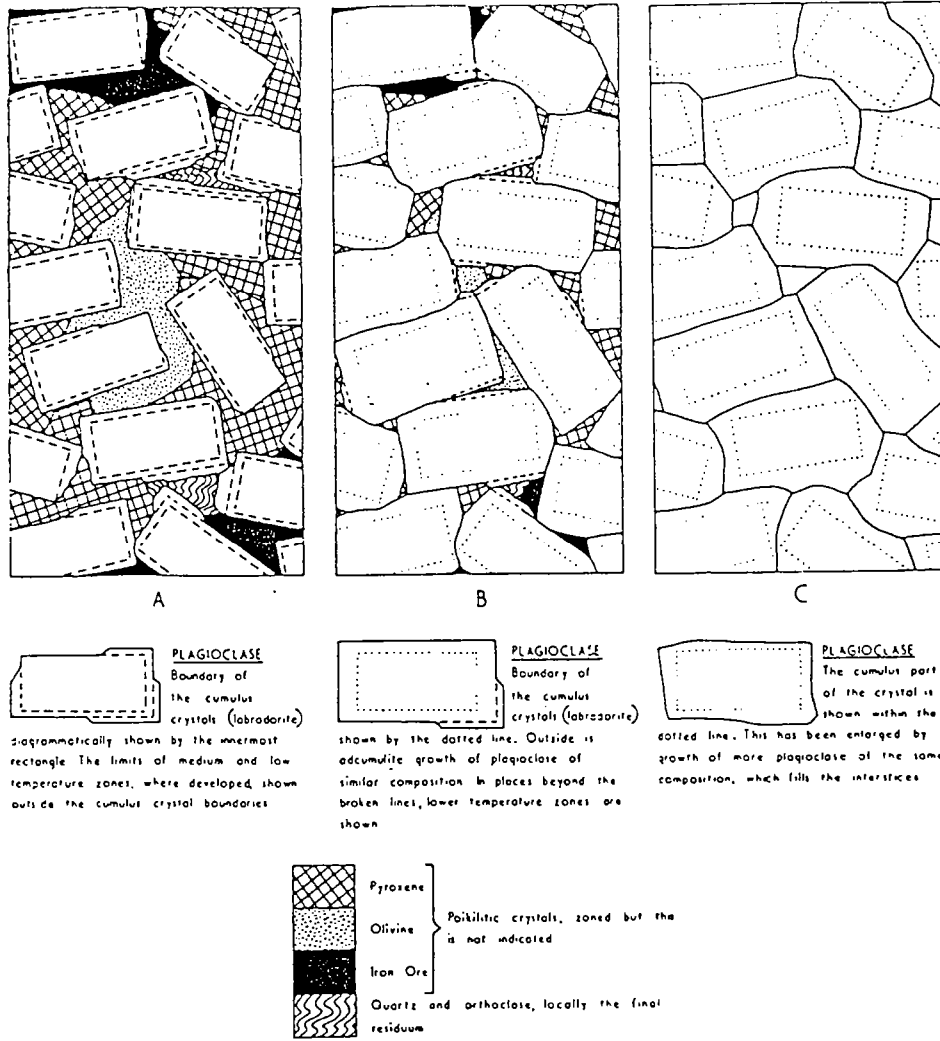 A
B
C
PLAGIOCLASE
Boundary of
the cumulus
crystals (labradorite)
diagrammatically shown by the innermost
rectangle The limits of medium and low
temperature zones, where developed, shown
outside the cumulus crystal boundaries
PLAGIOCLASE
Boundary of
the cumulus
crystals (labradorite)
shown by the dotted line. Outside is
adcumulite growth of plagioclase of
similar composition In places beyond the
broken lines, lower temperature zones are
shown
PLAGIOCLASE
The cumulus part
of the crystal is
shown within the
dotted line. This has been enlarged by
growth of more plagioclase of the same
composition, which fills the interstices
Pyroxene
Olivine
Iron Ore
Poikilitic crystals, zoned but this
is not indicated
Quartz and orthoclase, locally the final
residuum